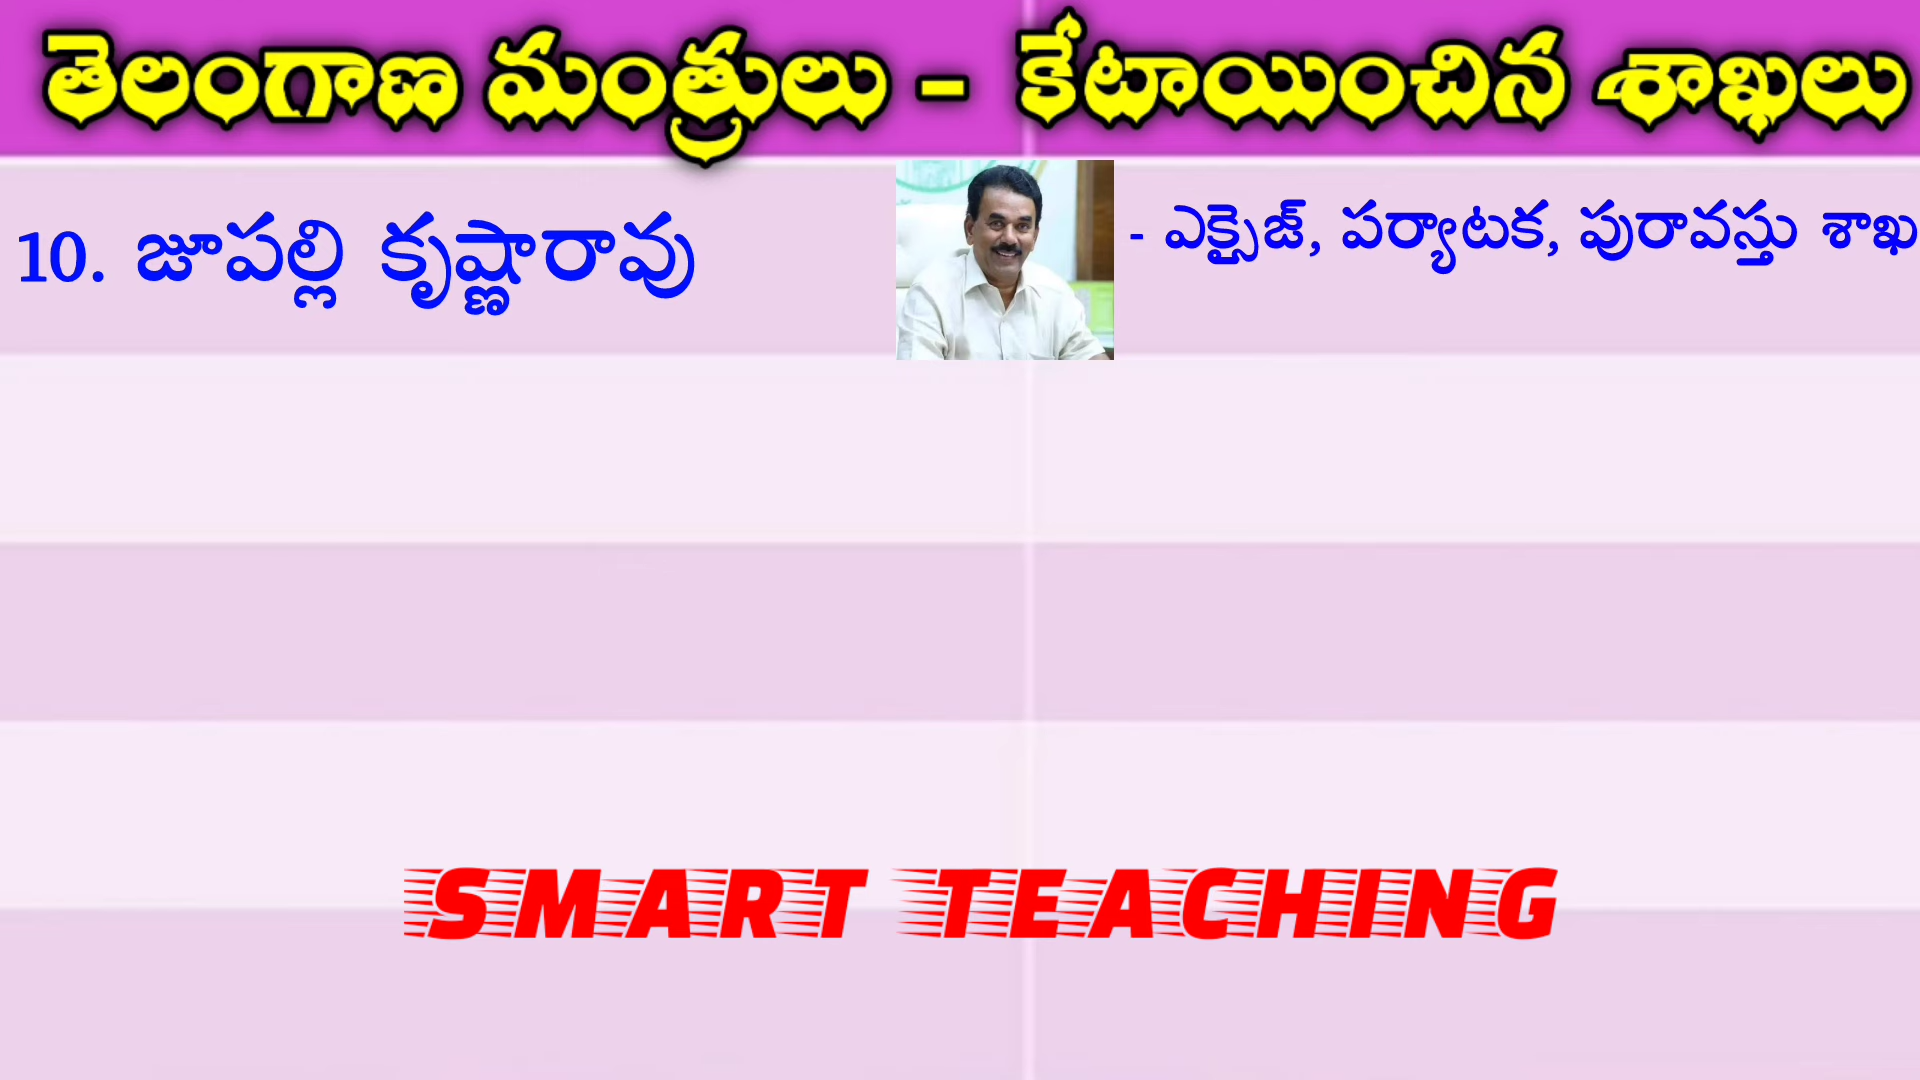 తెలంగాణ మంత్రులు - కేటాయించిన శాఖలు
10. జూపల్లి కృష్ణారావు
- ఎక్సైజ్, పర్యాటక, పురావస్తు శాఖ
SMART TEACHING